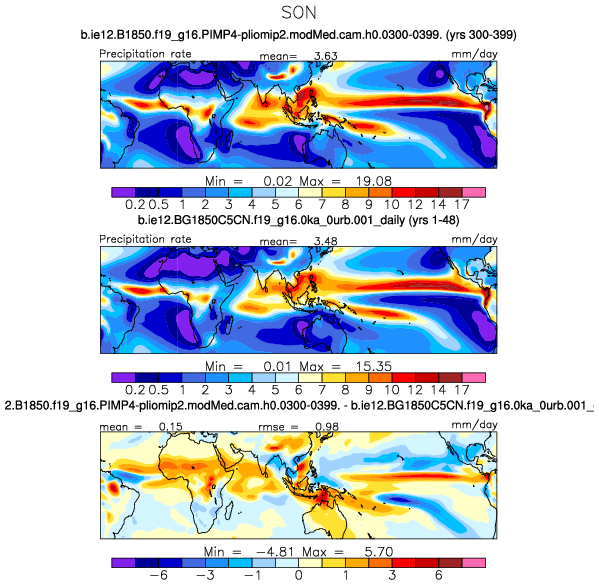 SON
b.ie12.B1850.f19_g16.PIMP4-pliomip2.modMed.cam.h0.0300-0399. (yrs 300-399)
Precipitation rate mean= 3.63 mm/day
Min = 0.02 Max = 19.08
0.2 0.5 1 2 3 4 5 6 7 8 9 10 12 14 17
b.ie12.BG1850C5CN.f19_g16.0ka_0urb.001_daily (yrs 1-48)
Precipitation rate mean= 3.48 mm/day
Min = 0.01 Max = 15.35
0.2 0.5 1 2 3 4 5 6 7 8 9 10 12 14 17
2.B1850.f19_g16.PIMP4-pliomip2.modMed.cam.h0.0300-0399. - b.ie12.BG1850C5CN.f19_g16.0ka_0urb.001_
mean = 0.15 rmse = 0.98 mm/day
Min = -4.81 Max = 5.70
-6 -3 -1 0 1 3 6